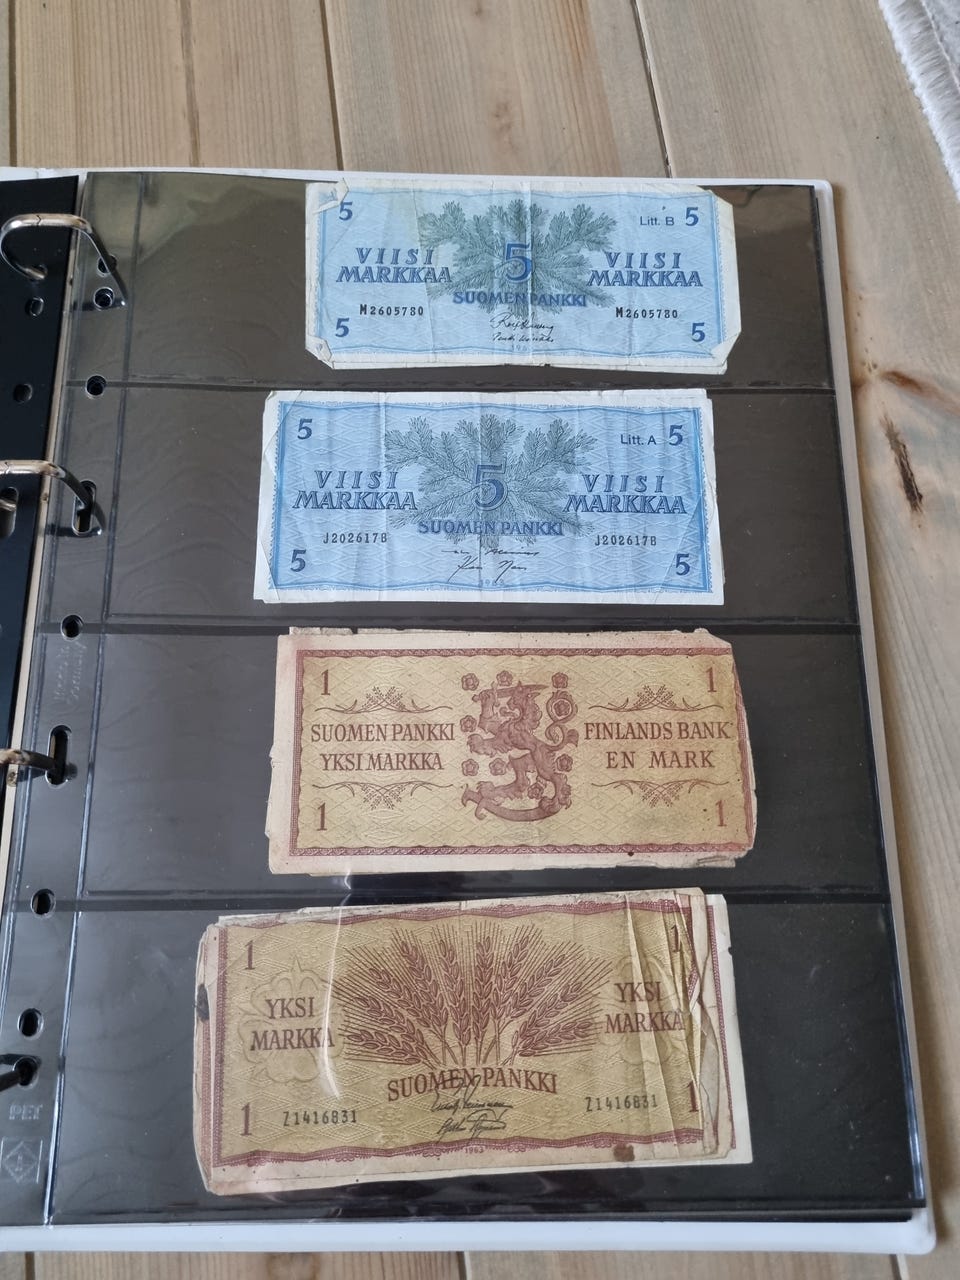 5 Litt. B 5
VIISI 5 VIISI
MARKKAA MARKKAA
SUOMEN PANKKI
M2605780 M2605780
5 5
5 Litt. A 5
VIISI 5 VIISI
MARKKAA MARKKAA
SUOMEN PANKKI
J2026178 J2026178
5 5
1 1
SUOMEN PANKKI FINLANDS BANK
YKSI MARKKA EN MARK
1 1
1 1
YKSI YKSI
MARKKA MARKKA
SUOMEN PANKKI
1 Z1416831 Z1416831 1
1963
PET